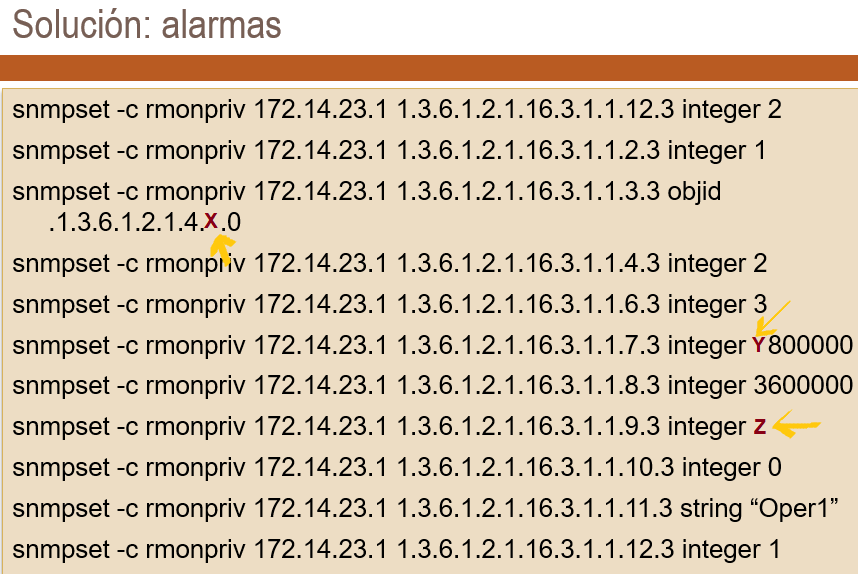 Solución: alarmas
snmpset -c rmonpriv 172.14.23.1 1.3.6.1.2.1.16.3.1.1.12.3 integer 2
snmpset -c rmonpriv 172.14.23.1 1.3.6.1.2.1.16.3.1.1.2.3 integer 1
snmpset -c rmonpriv 172.14.23.1 1.3.6.1.2.1.16.3.1.1.3.3 objid
.1.3.6.1.2.1.4.X.0
snmpset -c rmonpriv 172.14.23.1 1.3.6.1.2.1.16.3.1.1.4.3 integer 2
snmpset -c rmonpriv 172.14.23.1 1.3.6.1.2.1.16.3.1.1.6.3 integer 3
snmpset -c rmonpriv 172.14.23.1 1.3.6.1.2.1.16.3.1.1.7.3 integer Y800000
snmpset -c rmonpriv 172.14.23.1 1.3.6.1.2.1.16.3.1.1.8.3 integer 3600000
snmpset -c rmonpriv 172.14.23.1 1.3.6.1.2.1.16.3.1.1.9.3 integer Z
snmpset -c rmonpriv 172.14.23.1 1.3.6.1.2.1.16.3.1.1.10.3 integer 0
snmpset -c rmonpriv 172.14.23.1 1.3.6.1.2.1.16.3.1.1.11.3 string “Oper1”
snmpset -c rmonpriv 172.14.23.1 1.3.6.1.2.1.16.3.1.1.12.3 integer 1